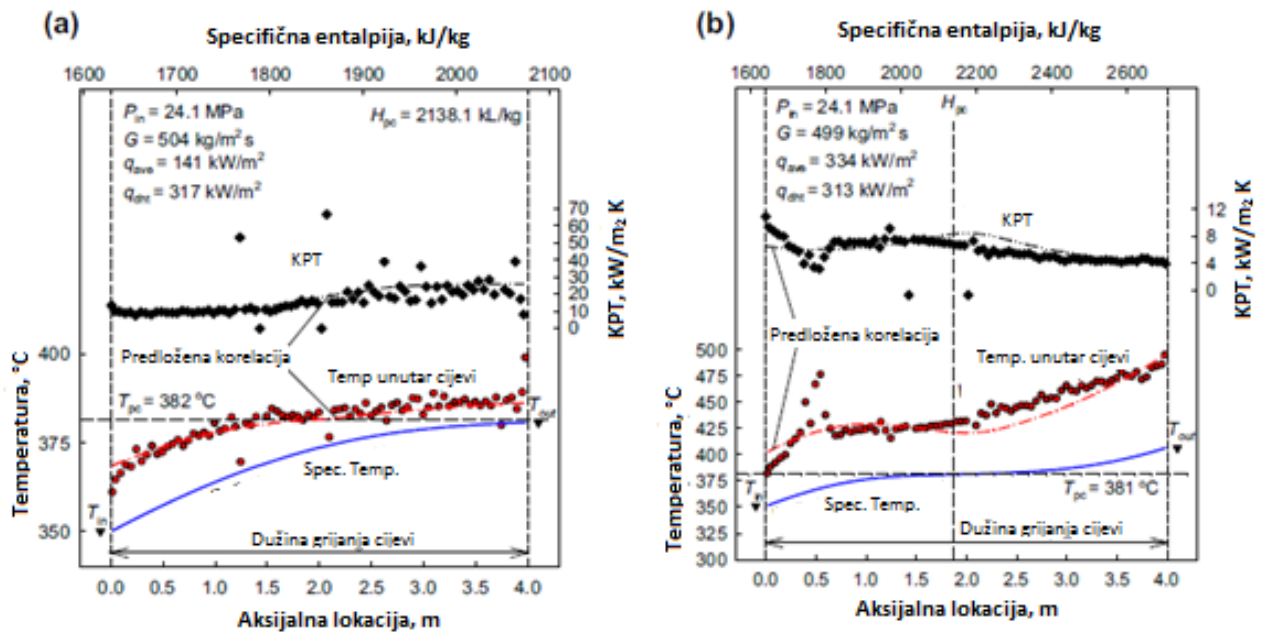 (a)
Specifična entalpija, kJ/kg
1600 1700 1800 1900 2000 2100
P_in = 24.1 MPa
G = 504 kg/m² s
q_ave = 141 kW/m²
q_dht = 317 kW/m²
H_pc = 2138.1 kL/kg
70
60
50
40
30
20
10
0
KPT, kW/m₂ K
KPT
Predložena korelacija
Temp unutar cijevi
T_pc = 382 °C
T_out
Spec. Temp.
T_in
Dužina grijanja cijevi
400
375
350
Temperatura, °C
0.0 0.5 1.0 1.5 2.0 2.5 3.0 3.5 4.0
Aksijalna lokacija, m
(b)
Specifična entalpija, kJ/kg
1600 1800 2000 2200 2400 2600
H_pc
P_in = 24.1 MPa
G = 499 kg/m² s
q_ave = 334 kW/m²
q_dht = 313 kW/m²
12
8
4
0
KPT, kW/m₂ K
KPT
Predložena korelacija
Temp. unutar cijevi
T_out
T_in
T_pc = 381 °C
Spec. Temp.
Dužina grijanja cijevi
500
475
450
425
400
375
350
325
300
Temperatura, °C
0.0 0.5 1.0 1.5 2.0 2.5 3.0 3.5 4.0
Aksijalna lokacija, m